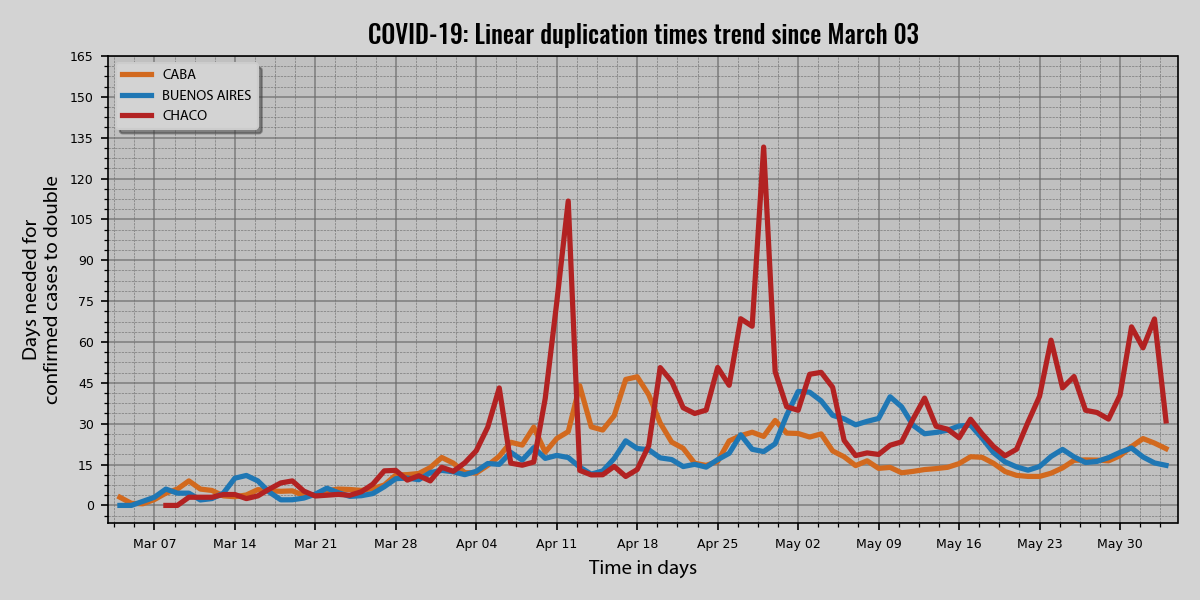 COVID-19: Linear duplication times trend since March 03
CABA
BUENOS AIRES
CHACO
165
150
135
120
105
90
75
60
45
30
15
0
Days needed for
confirmed cases to double
Mar 07 Mar 14 Mar 21 Mar 28 Apr 04 Apr 11 Apr 18 Apr 25 May 02 May 09 May 16 May 23 May 30
Time in days